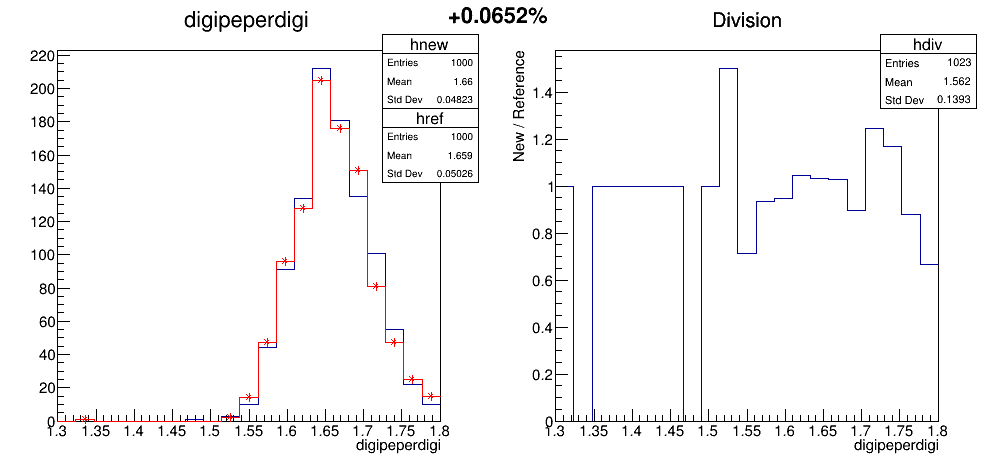 digipeperdigi
+0.0652%
Division
hnew
Entries 1000
Mean 1.66
Std Dev 0.04823
href
Entries 1000
Mean 1.659
Std Dev 0.05026
220
200
180
160
140
120
100
80
60
40
20
0
1.3 1.35 1.4 1.45 1.5 1.55 1.6 1.65 1.7 1.75 1.8
digipeperdigi
hdiv
Entries 1023
Mean 1.562
Std Dev 0.1393
New / Reference
1.4
1.2
1
0.8
0.6
0.4
0.2
0
1.3 1.35 1.4 1.45 1.5 1.55 1.6 1.65 1.7 1.75 1.8
digipeperdigi